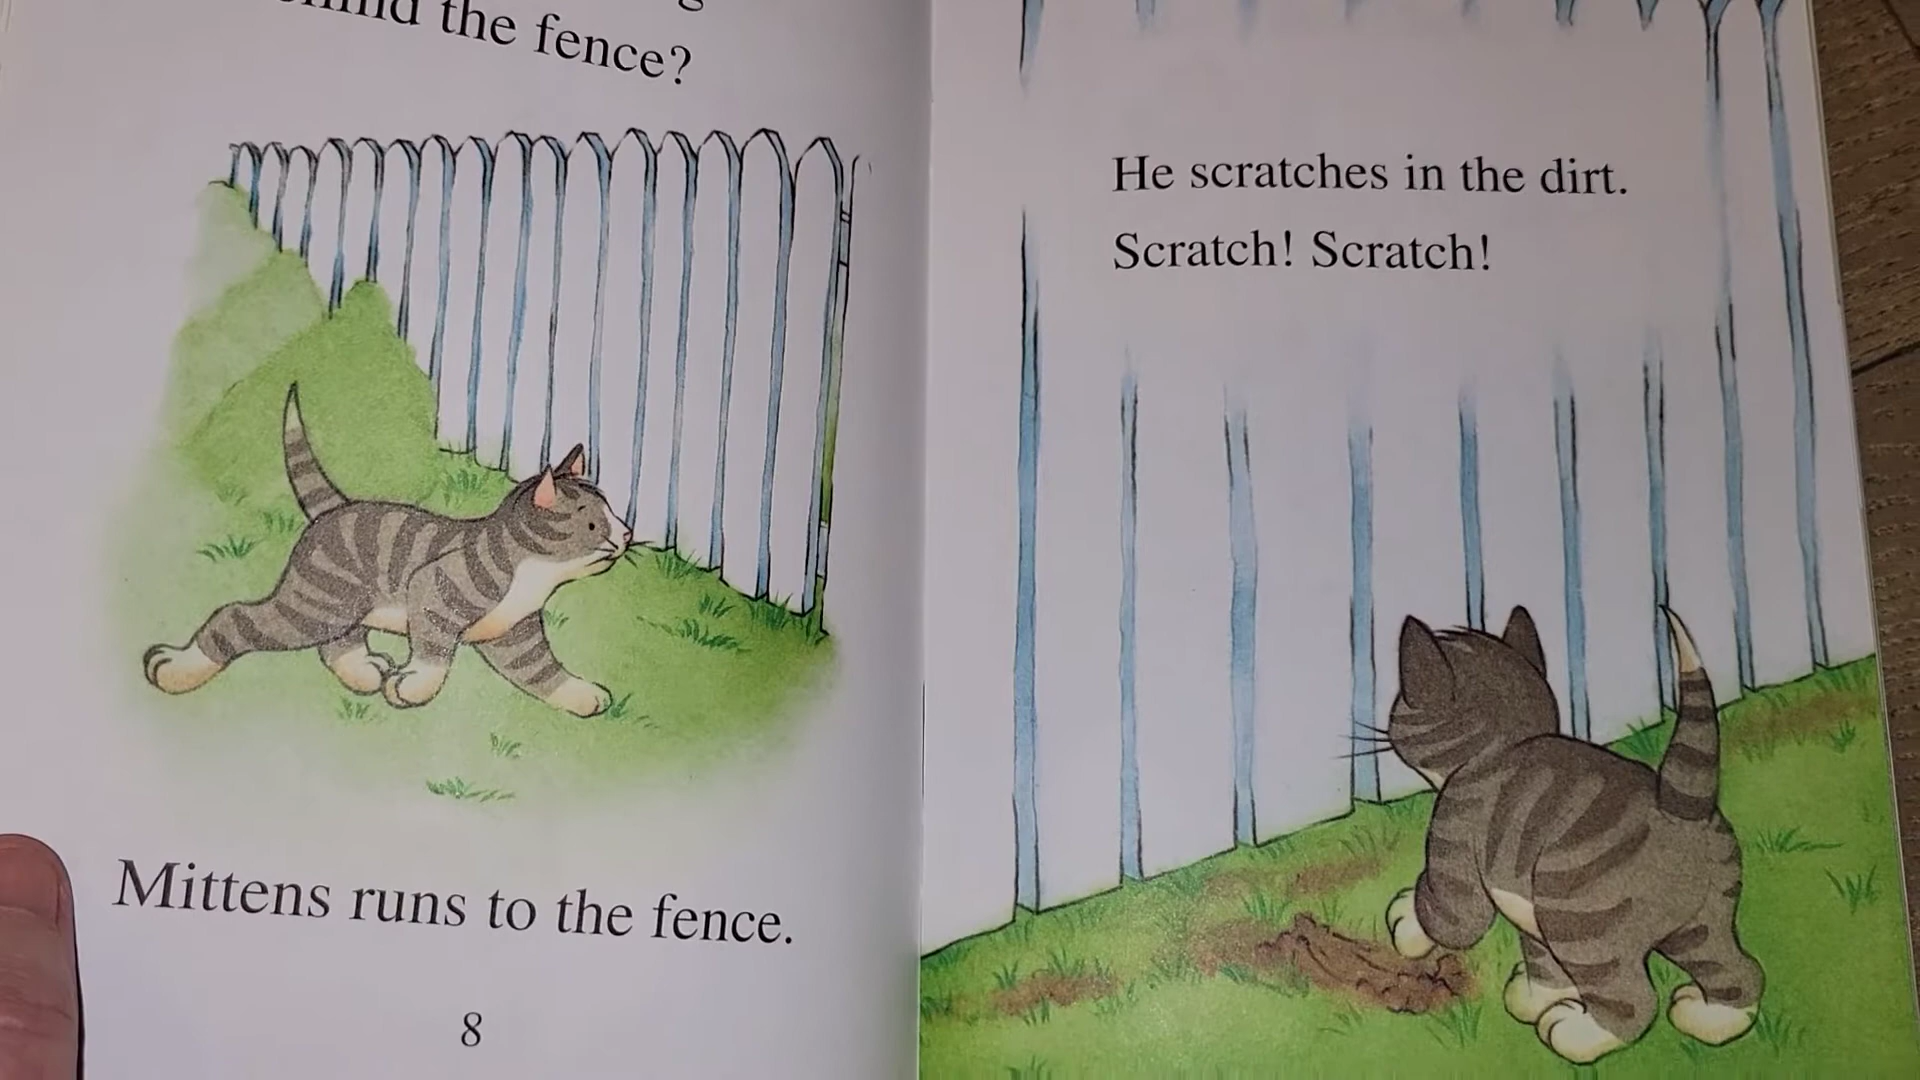 the fence?
Mittens runs to the fence.
8
He scratches in the dirt.
Scratch! Scratch!